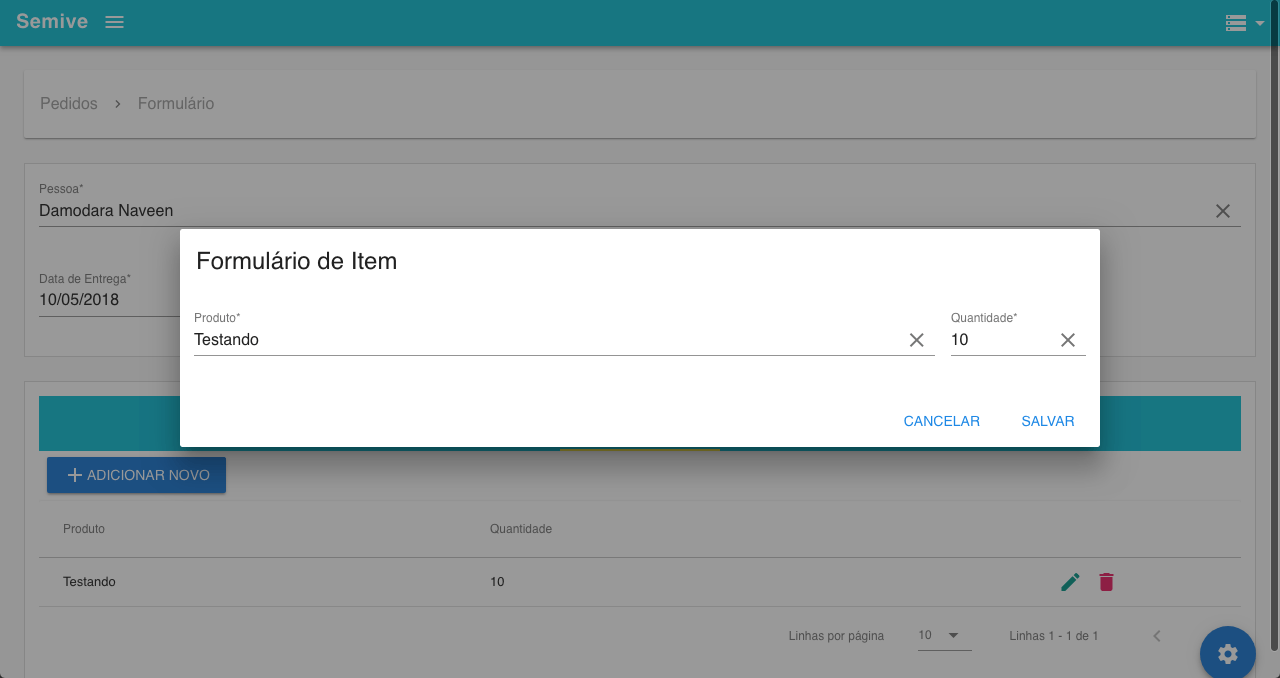 Semive
Pedidos › Formulário
Pessoa*
Damodara Naveen
Data de Entrega*
10/05/2018
Formulário de Item
Produto* Quantidade*
Testando 10
CANCELAR SALVAR
ADICIONAR NOVO
Produto Quantidade
Testando 10
Linhas por página 10 Linhas 1 - 1 de 1